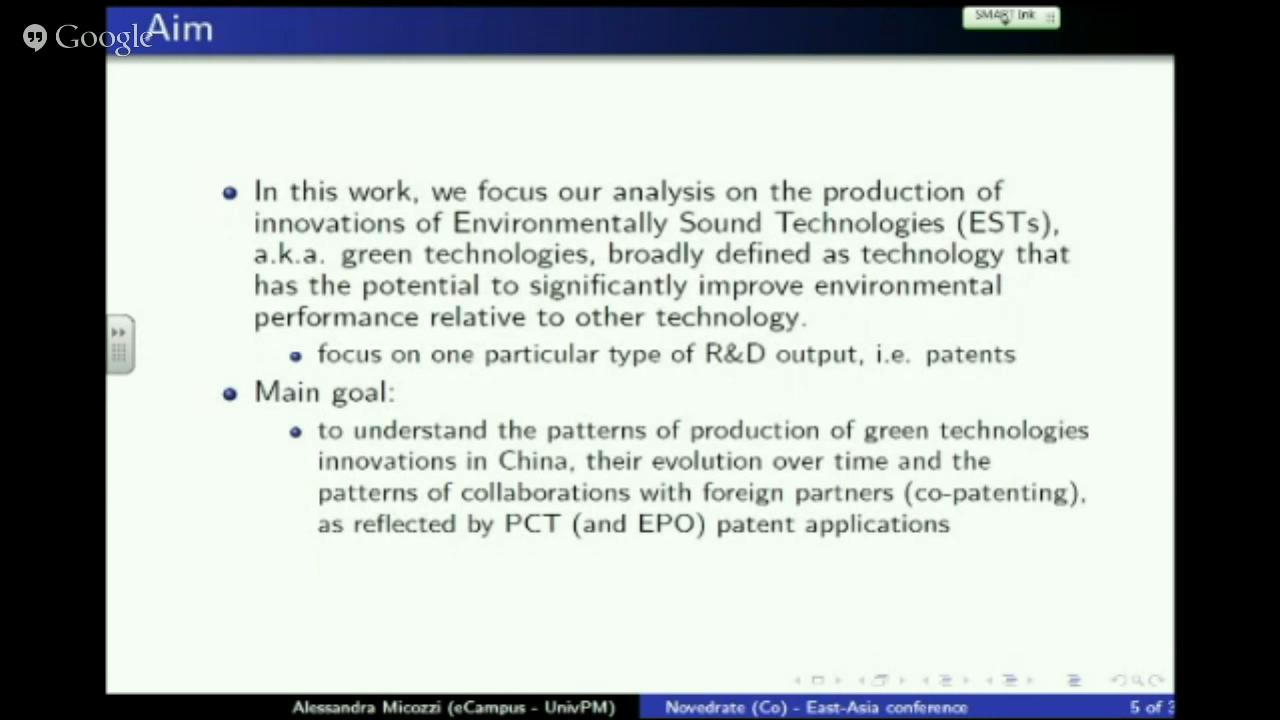 Google
Aim
SMART Ink
In this work, we focus our analysis on the production of
innovations of Environmentally Sound Technologies (ESTs),
a.k.a. green technologies, broadly defined as technology that
has the potential to significantly improve environmental
performance relative to other technology.
focus on one particular type of R&D output, i.e. patents
Main goal:
to understand the patterns of production of green technologies
innovations in China, their evolution over time and the
patterns of collaborations with foreign partners (co-patenting),
as reflected by PCT (and EPO) patent applications
Alessandra Micozzi (eCampus - UnivPM)
Novedrate (Co) - East-Asia conference
5 of